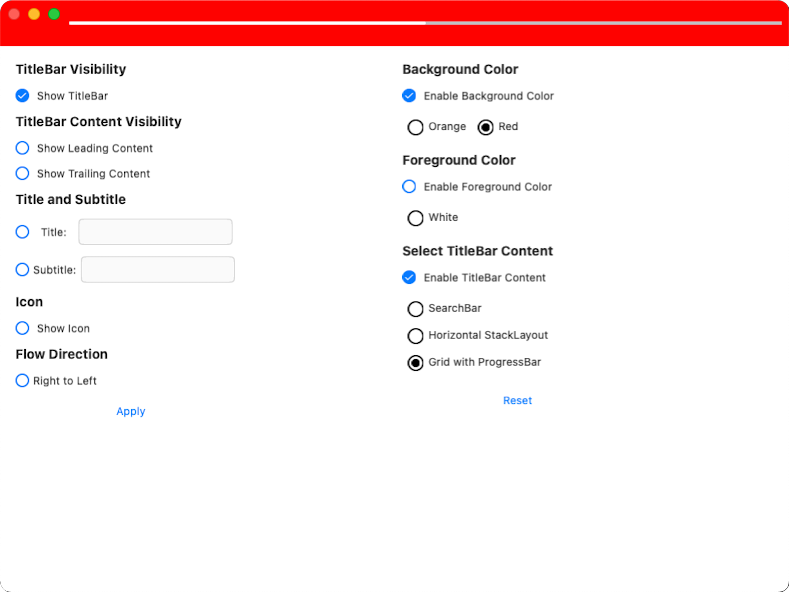 TitleBar Visibility
Show TitleBar
TitleBar Content Visibility
Show Leading Content
Show Trailing Content
Title and Subtitle
Title:
Subtitle:
Icon
Show Icon
Flow Direction
Right to Left
Apply
Background Color
Enable Background Color
Orange Red
Foreground Color
Enable Foreground Color
White
Select TitleBar Content
Enable TitleBar Content
SearchBar
Horizontal StackLayout
Grid with ProgressBar
Reset